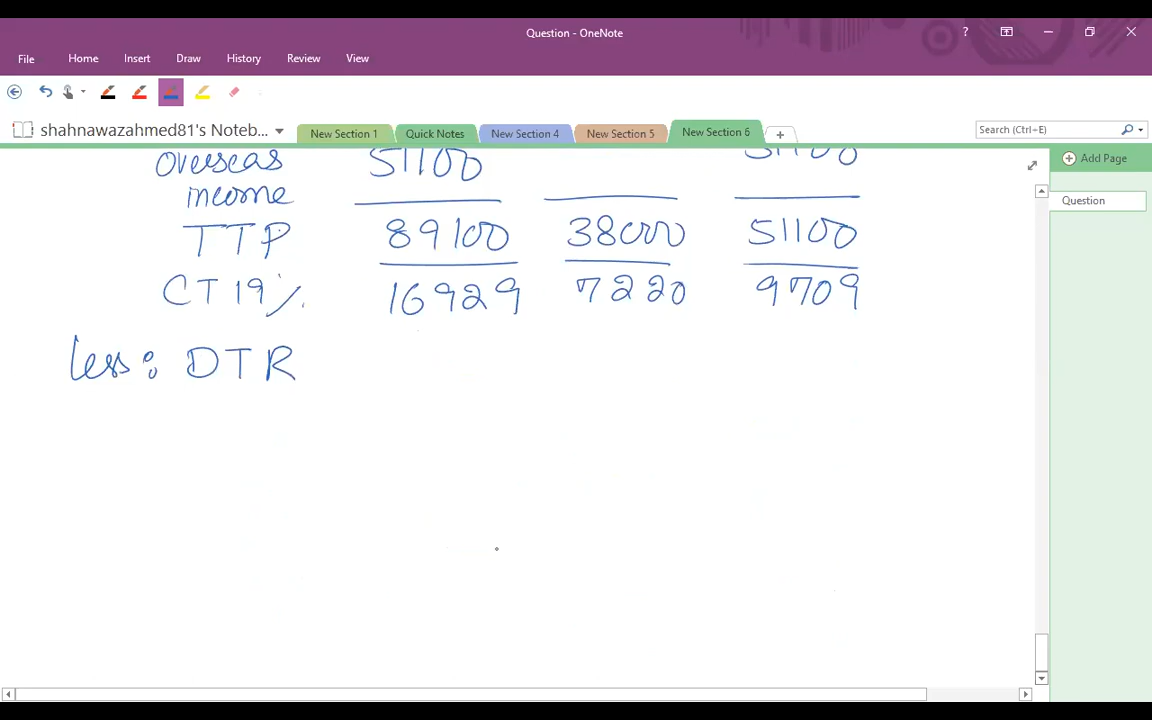 Question - OneNote
?
File Home Insert Draw History Review View
shahnawazahmed81's Noteb...
New Section 1
Quick Notes
New Section 4
New Section 5
New Section 6
Search (Ctrl+E)
Add Page
Question
overseas 51100 51100
income
TTP 89100 38000 51100
CT 19% 16929 7220 9709
less: DTR